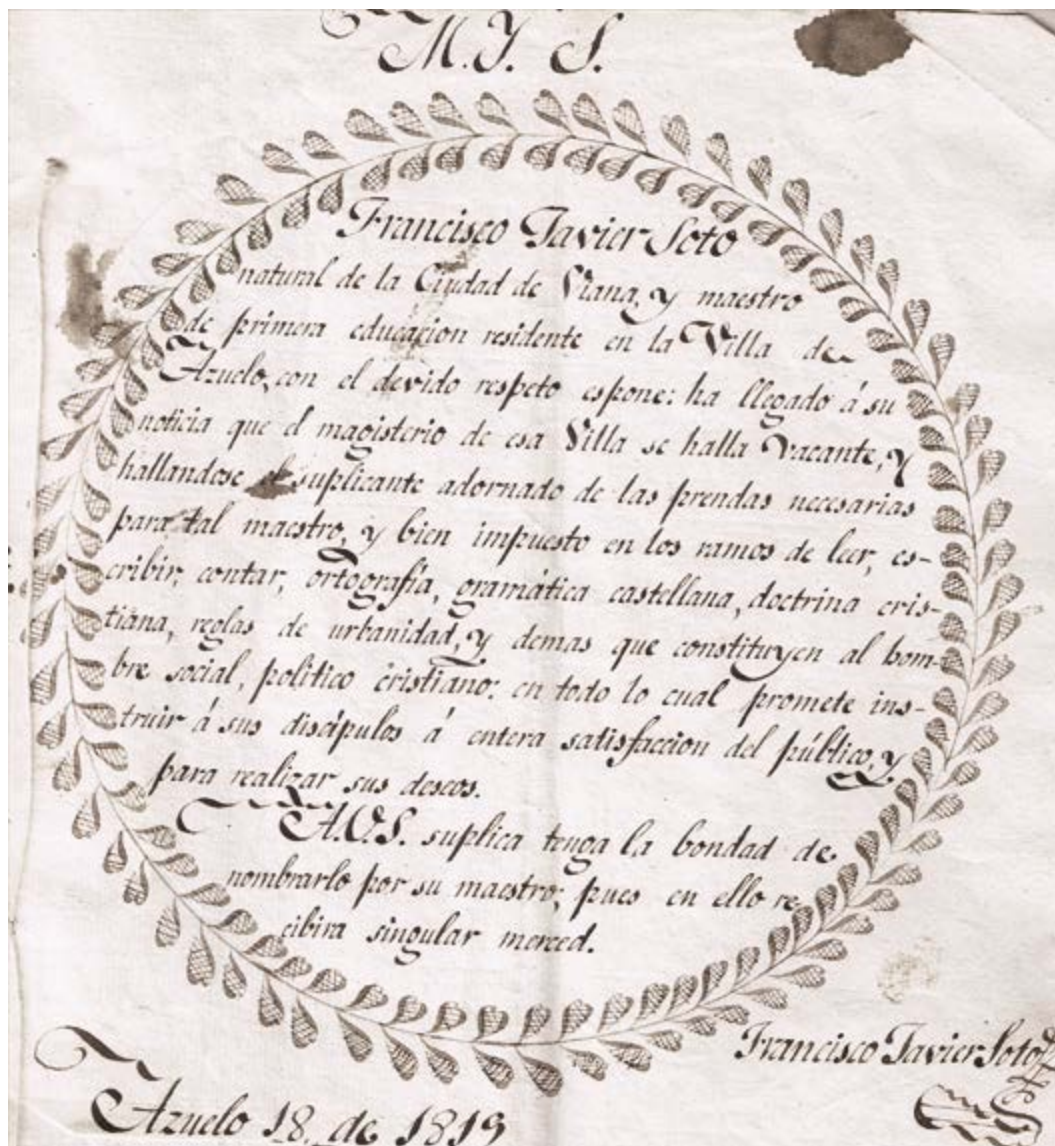 M.Y. S.
Francisco Javier Soto
natural de la Ciudad de Viana, y maestro
de primera educacion residente en la Villa de
Azuelo, con el devido respeto espone: ha llegado á su
noticia que el magisterio de esa Villa se halla vacante, y
hallandose el suplicante adornado de las prendas necesarias
para tal maestro, y bien impuesto en los ramos de leer, es-
cribir, contar, ortografía, gramática castellana, doctrina cris-
tiana, reglas de urbanidad, y demas que constituyen al hom-
bre social, politico cristiano: en todo lo cual promete ins-
truir á sus discípulos á entera satisfaccion del público, y
para realizar sus deseos.
A.V.S. suplica tenga la bondad de
nombrarlo por su maestro; pues en ello re
cibira singular merced.
Francisco Javier Soto
Azuelo 18 de 1819